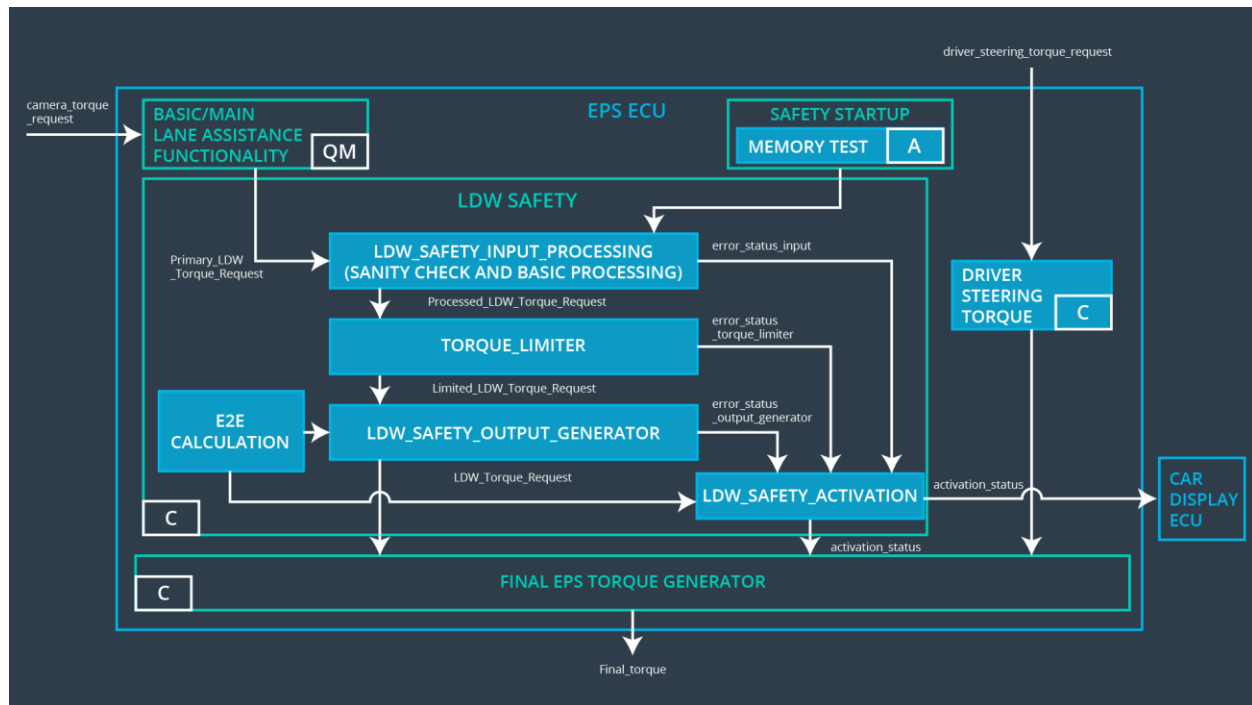 driver_steering_torque_request
camera_torque
_request
EPS ECU
BASIC/MAIN
LANE ASSISTANCE
FUNCTIONALITY
QM
SAFETY STARTUP
MEMORY TEST
A
LDW SAFETY
Primary_LDW
_Torque_Request
LDW_SAFETY_INPUT_PROCESSING
(SANITY CHECK AND BASIC PROCESSING)
error_status_input
Processed_LDW_Torque_Request
DRIVER
STEERING
TORQUE
C
TORQUE_LIMITER
error_status
_torque_limiter
Limited_LDW_Torque_Request
E2E
CALCULATION
LDW_SAFETY_OUTPUT_GENERATOR
error_status
_output_generator
LDW_Torque_Request
LDW_SAFETY_ACTIVATION
activation_status
CAR
DISPLAY
ECU
C
activation_status
FINAL EPS TORQUE GENERATOR
C
Final_torque